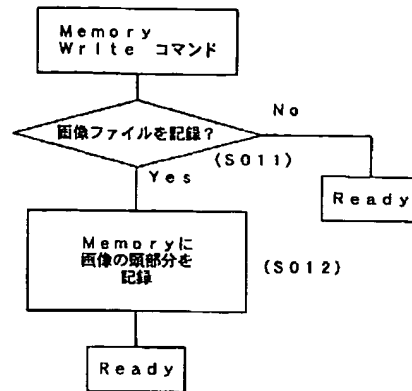 Memory
Write コマンド
画像ファイルを記録？
No
(S011)
Yes
Ready
Memoryに
画像の頭部分を
記録
(S012)
Ready